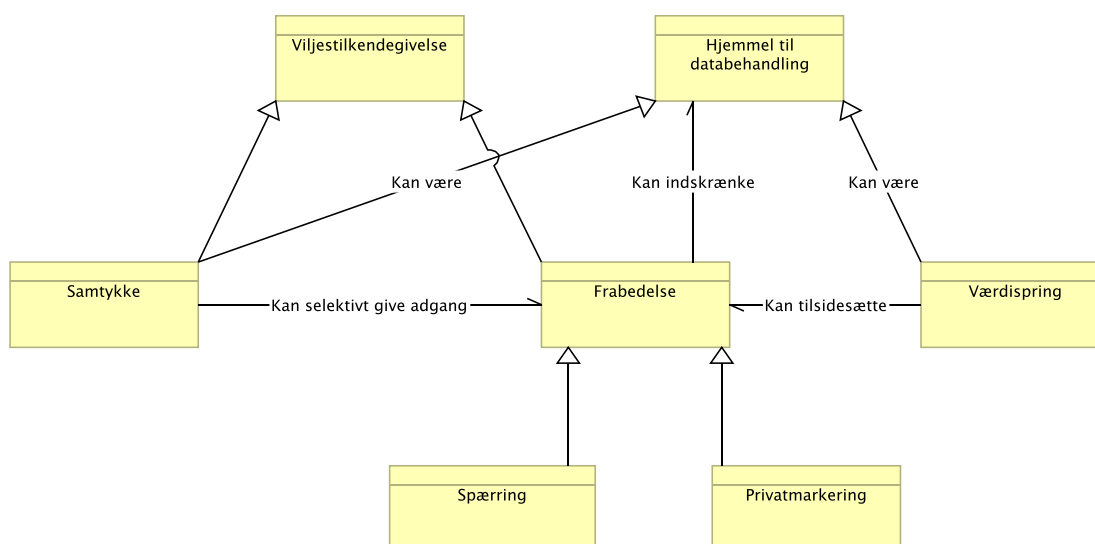 Viljestilkendegivelse
Hjemmel til
databehandling
Kan være
Kan indskrænke
Kan være
Samtykke
Frabedelse
Værdispring
Kan selektivt give adgang
Kan tilsidesætte
Spærring
Privatmarkering